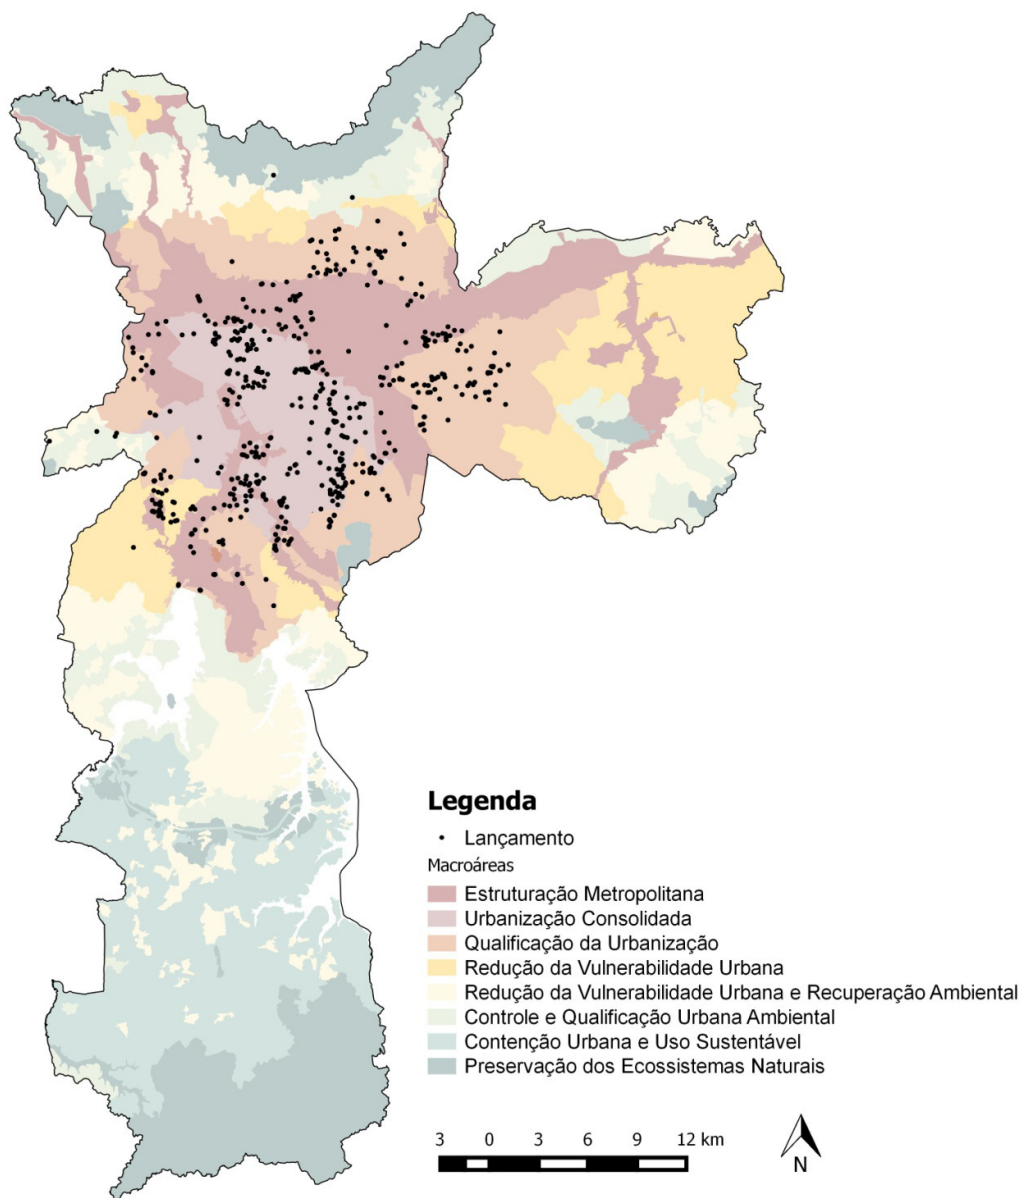 Legenda
Lançamento
Macroáreas
Estruturação Metropolitana
Urbanização Consolidada
Qualificação da Urbanização
Redução da Vulnerabilidade Urbana
Redução da Vulnerabilidade Urbana e Recuperação Ambiental
Controle e Qualificação Urbana Ambiental
Contenção Urbana e Uso Sustentável
Preservação dos Ecossistemas Naturais
3 0 3 6 9 12 km
N